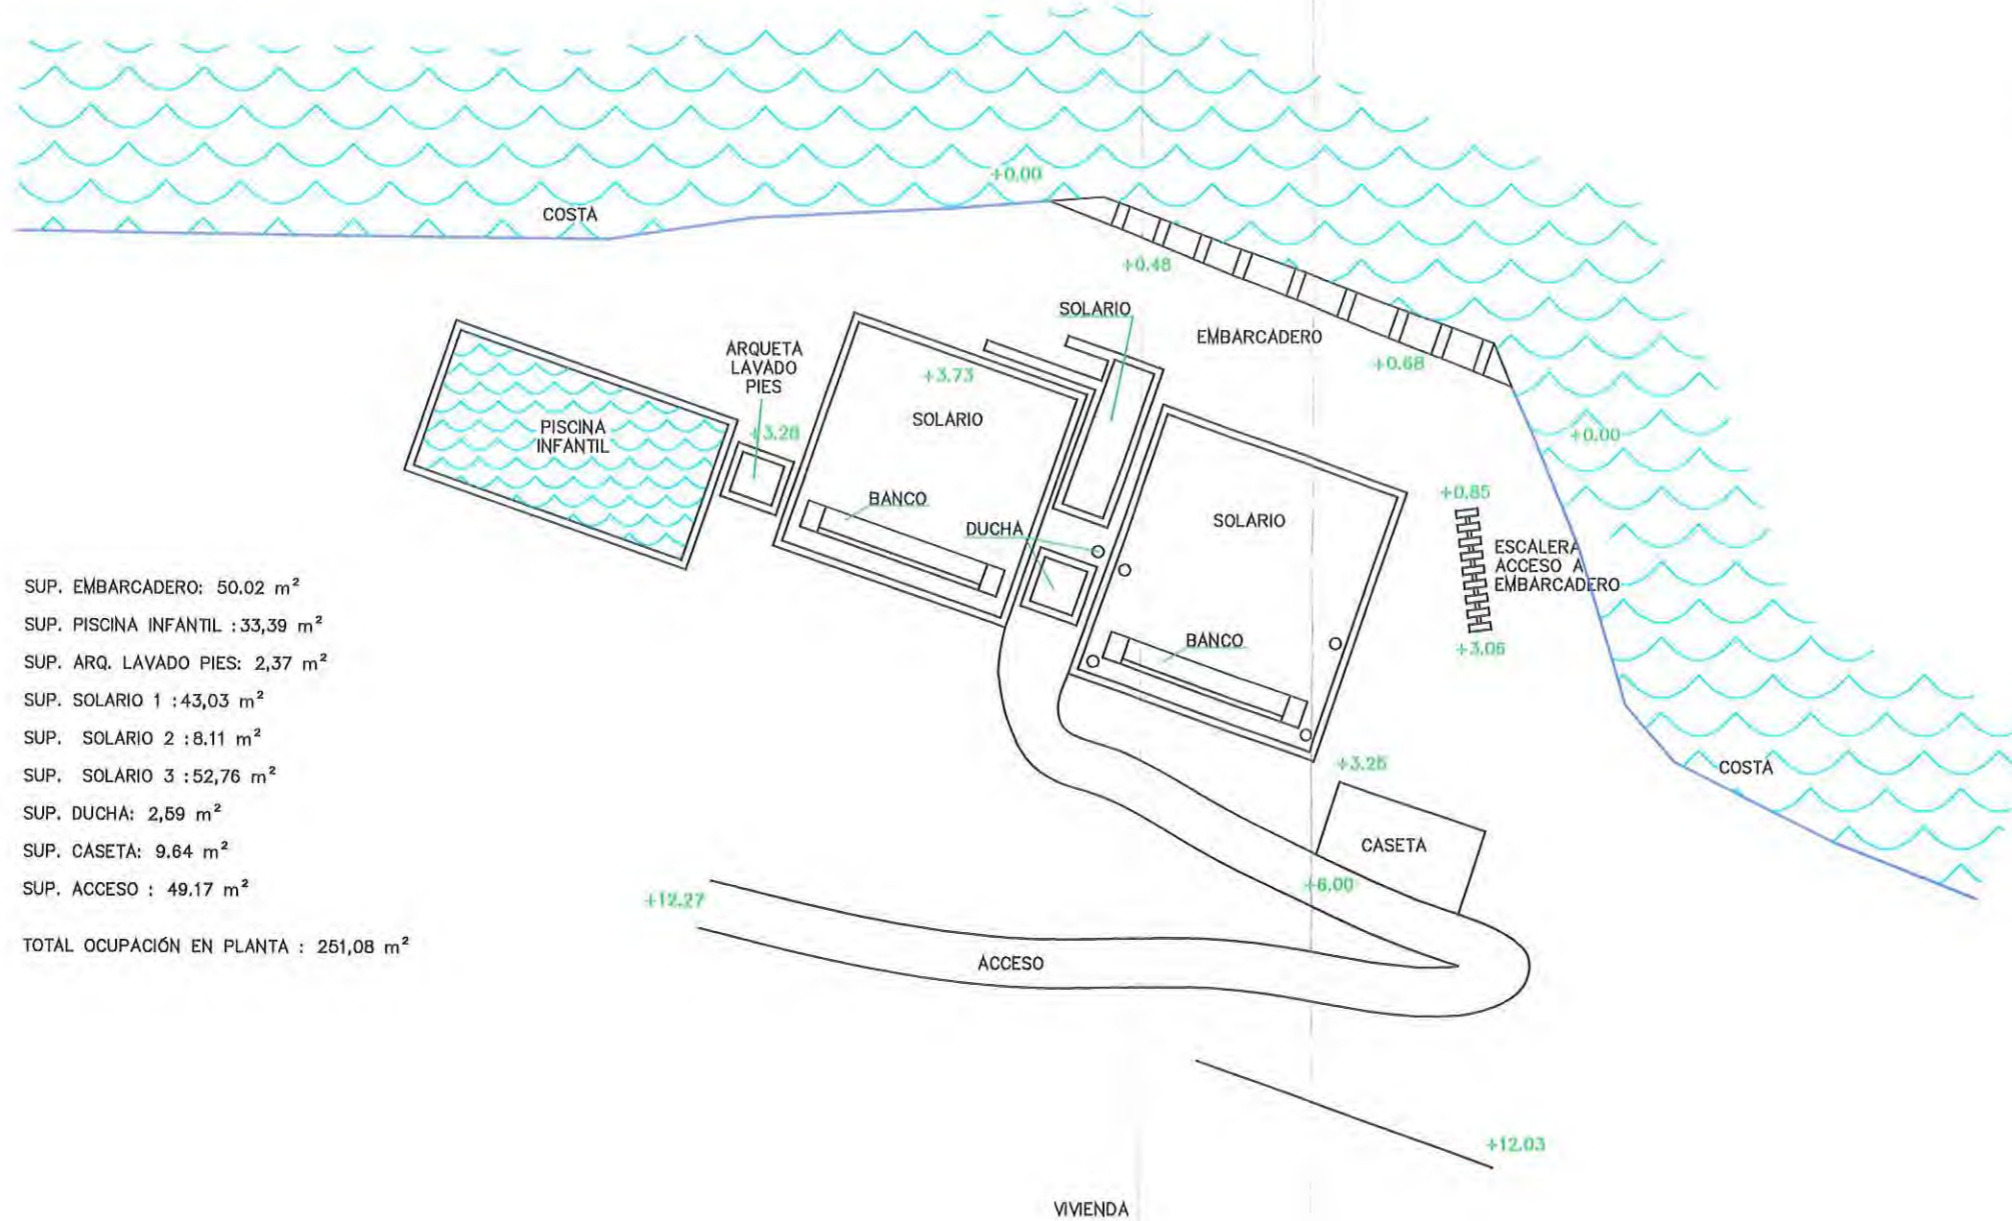 +0.00
COSTA
+0.48
SOLARIO
EMBARCADERO
+0.68
ARQUETA
LAVADO
PIES
+3.73
SOLARIO
PISCINA
INFANTIL
+3.28
+0.00
BANCO
+0.85
SOLARIO
DUCHA
ESCALERA
ACCESO A
EMBARCADERO
BANCO
+3.06
SUP. EMBARCADERO: 50.02 m²
SUP. PISCINA INFANTIL :33,39 m²
SUP. ARQ. LAVADO PIES: 2,37 m²
SUP. SOLARIO 1 :43,03 m²
SUP. SOLARIO 2 :8.11 m²
SUP. SOLARIO 3 :52,76 m²
SUP. DUCHA: 2,59 m²
SUP. CASETA: 9.64 m²
SUP. ACCESO : 49.17 m²
TOTAL OCUPACIÓN EN PLANTA : 251,08 m²
+3.25
COSTA
CASETA
+6.00
+12.27
ACCESO
+12.03
VIVIENDA